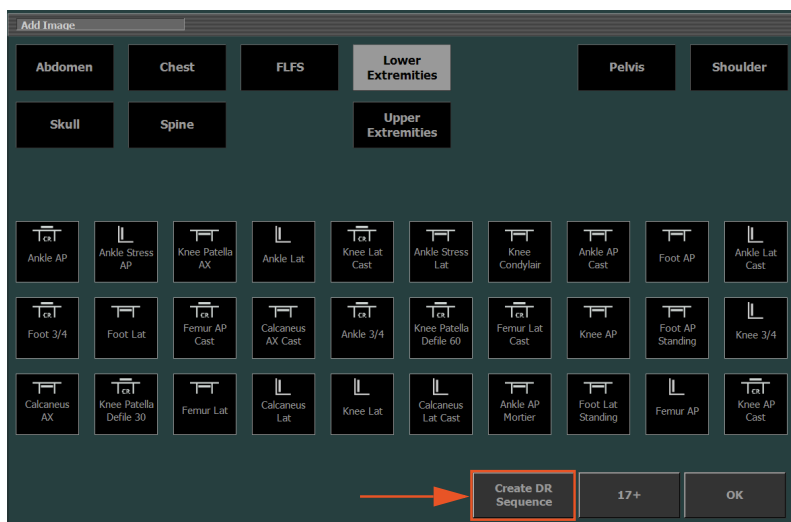 Add Image
Abdomen
Chest
FLFS
Lower
Extremities
Pelvis
Shoulder
Skull
Spine
Upper
Extremities
CR
Ankle AP
Ankle Stress
AP
Knee Patella
AX
Ankle Lat
CR
Knee Lat
Cast
Ankle Stress
Lat
Knee
Condylair
Ankle AP
Cast
Foot AP
Ankle Lat
Cast
CR
Foot 3/4
Foot Lat
CR
Femur AP
Cast
Calcaneus
AX Cast
CR
Ankle 3/4
CR
Knee Patella
Defile 60
CR
Femur Lat
Cast
Knee AP
Foot AP
Standing
Knee 3/4
Calcaneus
AX
CR
Knee Patella
Defile 30
Femur Lat
Calcaneus
Lat
Knee Lat
Calcaneus
Lat Cast
Ankle AP
Mortier
Foot Lat
Standing
Femur AP
CR
Knee AP
Cast
Create DR
Sequence
17+
OK